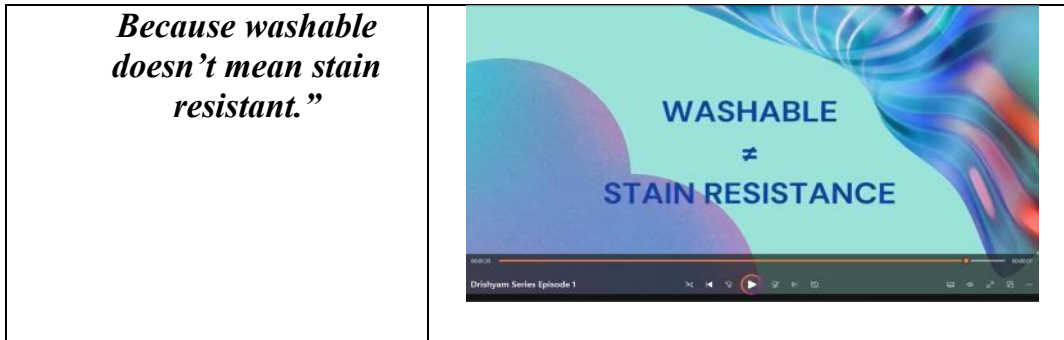 Because washable
doesn’t mean stain
resistant.”
WASHABLE
≠
STAIN RESISTANCE
Drishyam Series Episode 1